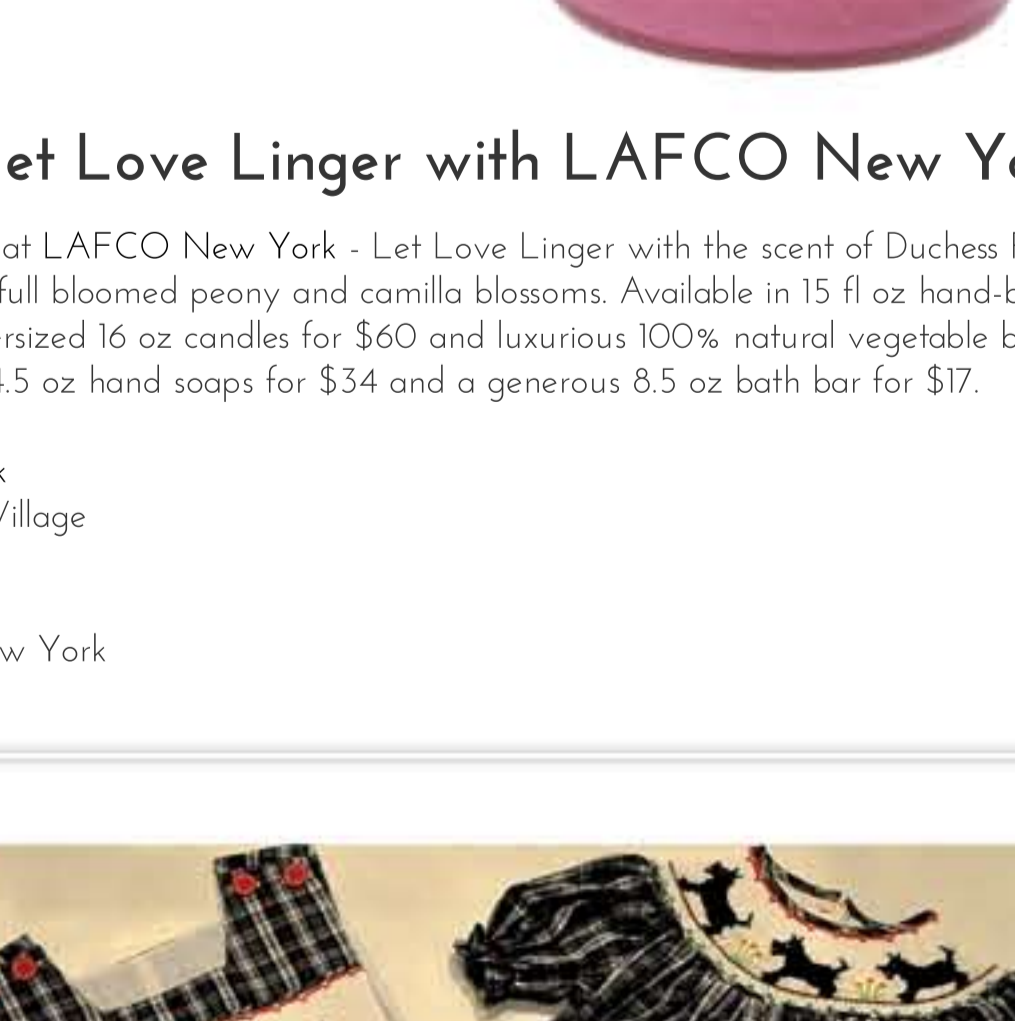 et Love Linger with LAFCO New Yo
at LAFCO New York - Let Love Linger with the scent of Duchess
full bloomed peony and camilla blossoms. Available in 15 fl oz hand-b
rsized 16 oz candles for $60 and luxurious 100% natural vegetable b
4.5 oz hand soaps for $34 and a generous 8.5 oz bath bar for $17.
k
Village
w York